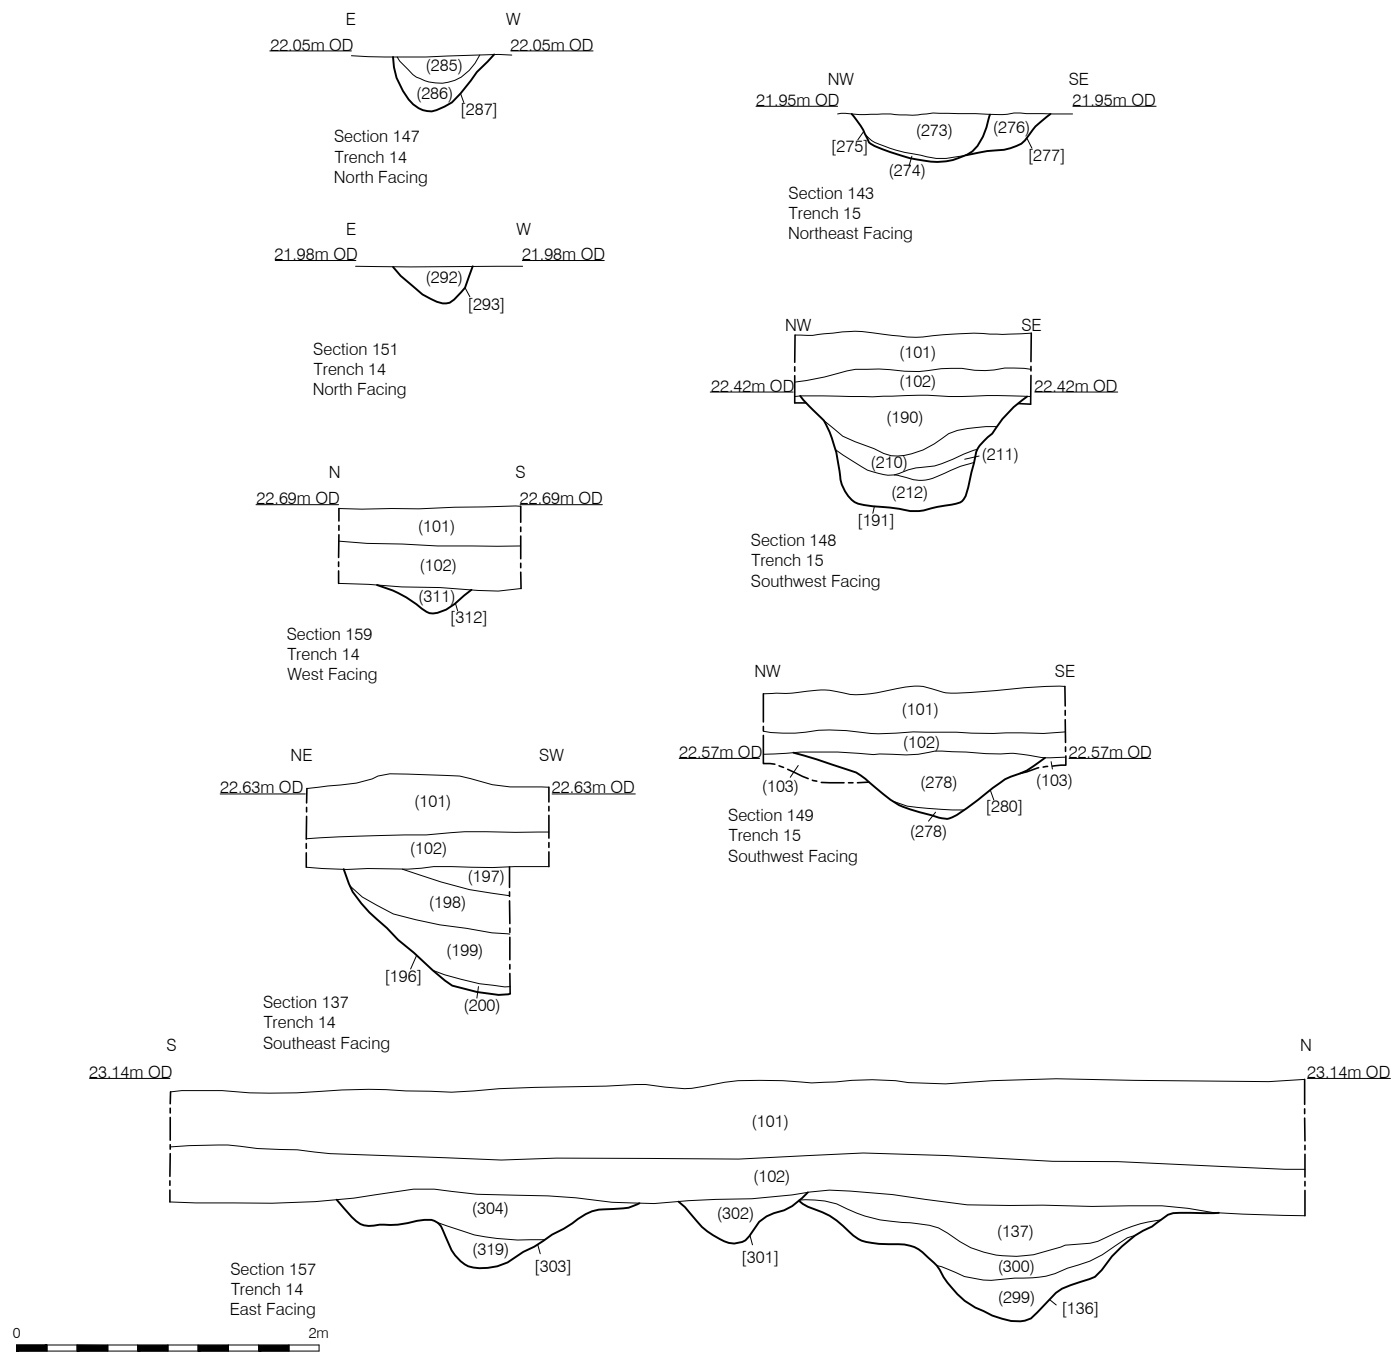 E W
22.05m OD 22.05m OD
(285)
(286)
[287]
Section 147
Trench 14
North Facing
NW SE
21.95m OD 21.95m OD
(273) (276)
[275] [277]
(274)
Section 143
Trench 15
Northeast Facing
E W
21.98m OD 21.98m OD
(292)
[293]
Section 151
Trench 14
North Facing
NW SE
(101)
(102)
22.42m OD 22.42m OD
(190)
(210) (211)
(212)
[191]
Section 148
Trench 15
Southwest Facing
N S
22.69m OD 22.69m OD
(101)
(102)
(311)
[312]
Section 159
Trench 14
West Facing
NW SE
(101)
(102)
22.57m OD 22.57m OD
(103) (278) (103)
[280]
(278)
Section 149
Trench 15
Southwest Facing
NE SW
22.63m OD 22.63m OD
(101)
(102)
(197)
(198)
(199)
[196]
(200)
Section 137
Trench 14
Southeast Facing
S N
23.14m OD 23.14m OD
(101)
(102)
(304) (302) (137)
(319) [303] [301] (300)
(299) [136]
Section 157
Trench 14
East Facing
0 2m